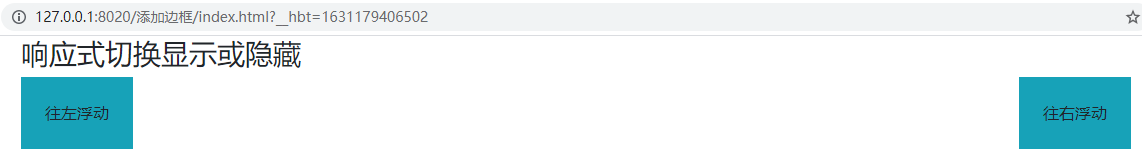 127.0.0.1:8020/添加边框/index.html?__hbt=1631179406502
响应式切换显示或隐藏
往左浮动 往右浮动